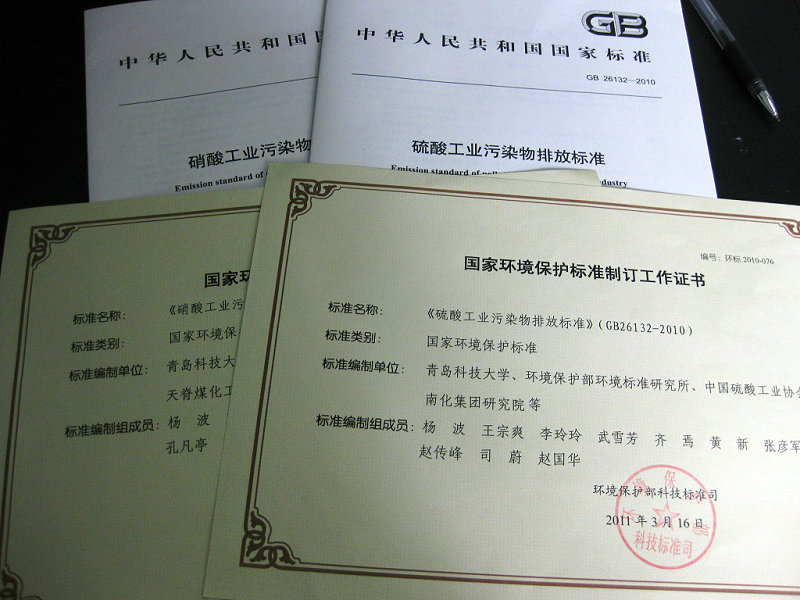 中华人民共和国国
硝酸工业污染物
Emission standard of
GB
中华人民共和国国家标准
GB 26132—2010
硫酸工业污染物排放标准
Emission standard of
industry
国家
标准名称：《硝酸工业污
标准类别：国家环境保
标准编制单位：青岛科技大
天脊煤化工
标准编制组成员：杨 波
孔凡亭
编号：环标 2010-076
国家环境保护标准制订工作证书
标准名称：《硫酸工业污染物排放标准》（GB26132-2010）
标准类别：国家环境保护标准
标准编制单位：青岛科技大学、环境保护部环境标准研究所、中国硫酸工业协会
南化集团研究院 等
标准编制组成员：杨 波 王宗爽 李玲玲 武雪芳 齐 焉 黄 新 张彦军
赵传峰 司 蔚 赵国华
环境保护部科技标准司
2011 年 3 月 16 日
科技标准司